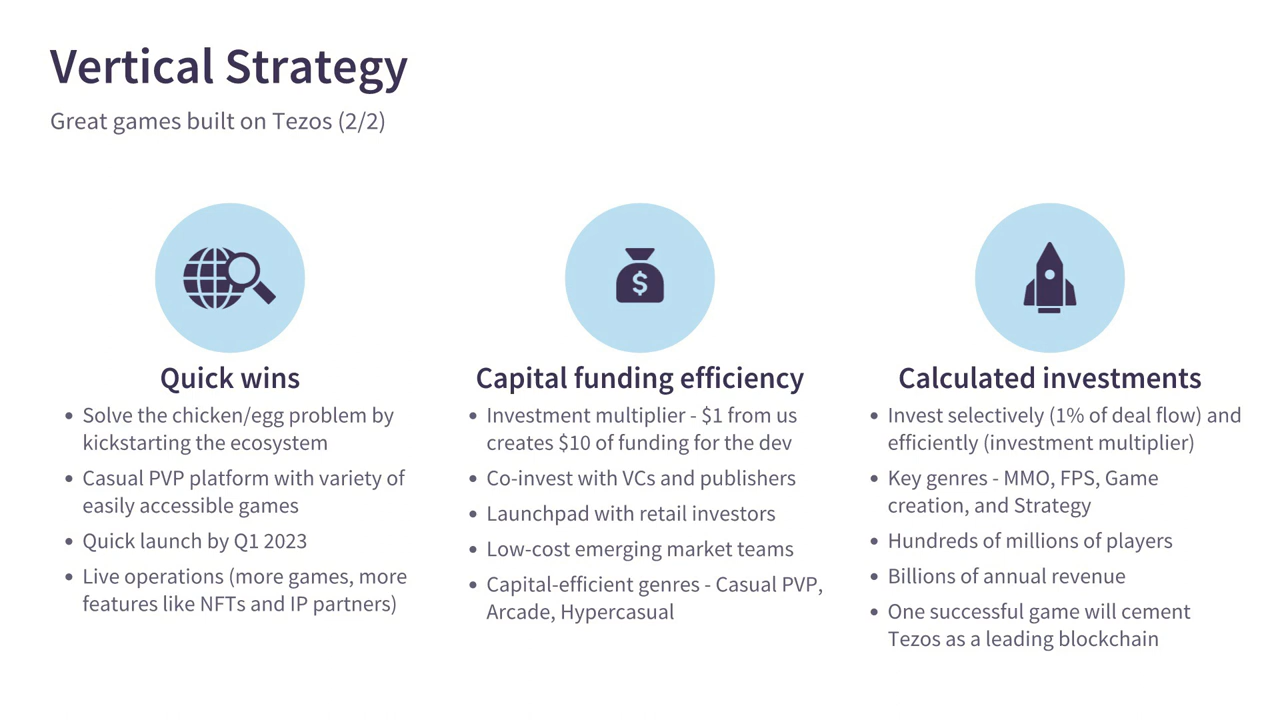 Vertical Strategy
Great games built on Tezos (2/2)
Quick wins
• Solve the chicken/egg problem by
kickstarting the ecosystem
• Casual PVP platform with variety of
easily accessible games
• Quick launch by Q1 2023
• Live operations (more games, more
features like NFTs and IP partners)
$
Capital funding efficiency
• Investment multiplier - $1 from us
creates $10 of funding for the dev
• Co-invest with VCs and publishers
• Launchpad with retail investors
• Low-cost emerging market teams
• Capital-efficient genres - Casual PVP,
Arcade, Hypercasual
Calculated investments
• Invest selectively (1% of deal flow) and
efficiently (investment multiplier)
• Key genres - MMO, FPS, Game
creation, and Strategy
• Hundreds of millions of players
• Billions of annual revenue
• One successful game will cement
Tezos as a leading blockchain